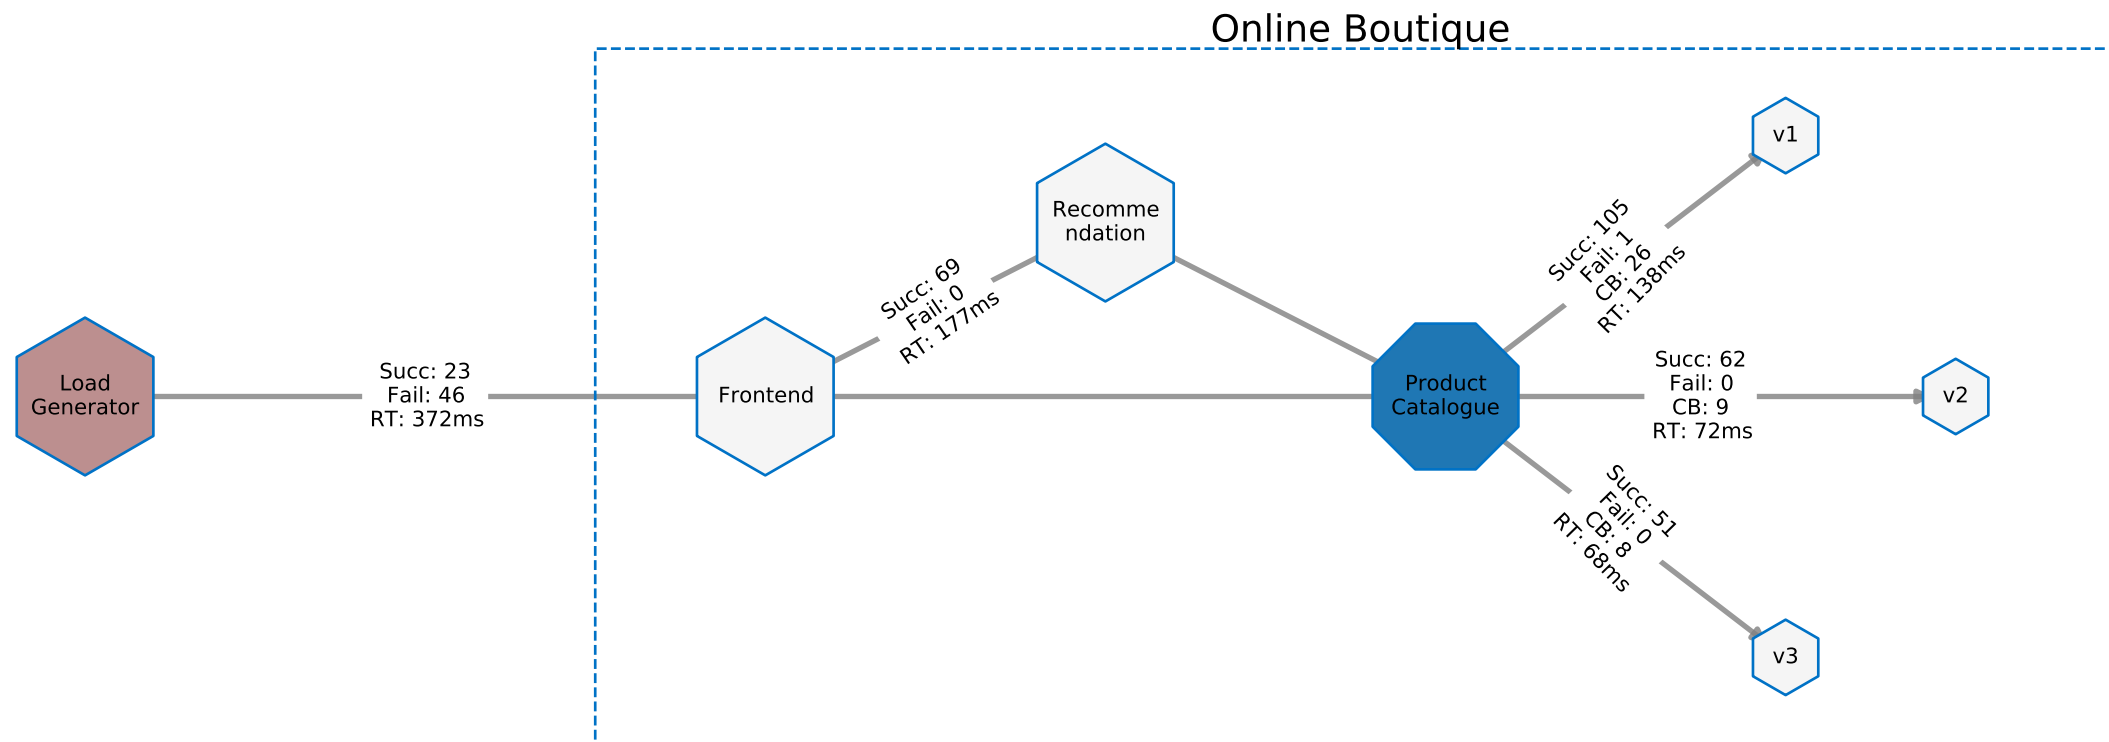 Online Boutique
Load
Generator
Succ: 23
Fail: 46
RT: 372ms
Frontend
Succ: 69
Fail: 0
RT: 177ms
Recomme
ndation
Product
Catalogue
Succ: 105
Fail: 1
CB: 26
RT: 138ms
v1
Succ: 62
Fail: 0
CB: 9
RT: 72ms
v2
Succ: 51
Fail: 0
CB: 8
RT: 68ms
v3